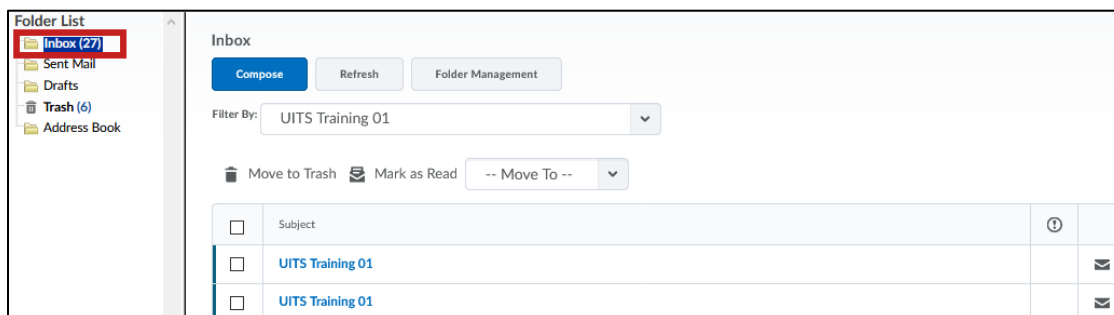 Folder List
Inbox (27)
Sent Mail
Drafts
Trash (6)
Address Book
Inbox
Compose Refresh Folder Management
Filter By: UITS Training 01
Move to Trash Mark as Read -- Move To --
Subject
UITS Training 01
UITS Training 01